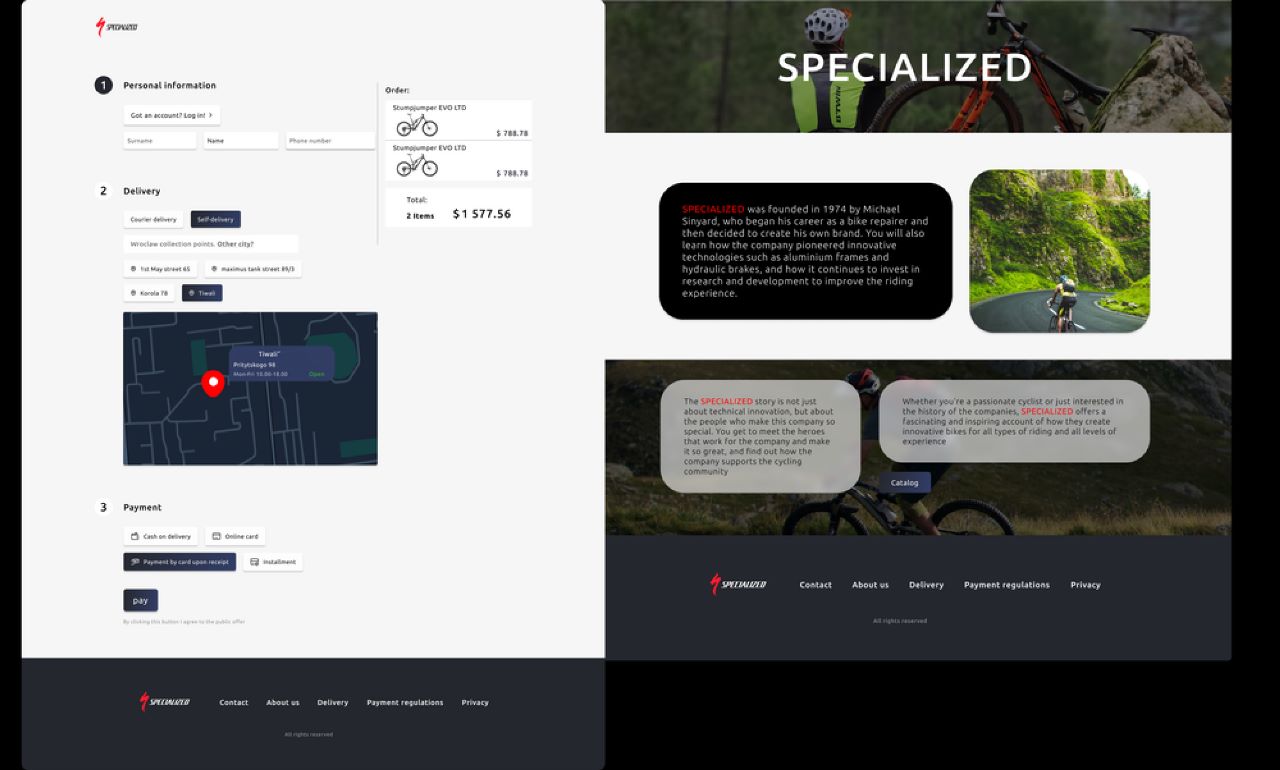 SPECIALIZED
1 Personal information
Got an account? Log in! >
Surname
Name
Phone number
Order:
Stumpjumper EVO LTD
$ 788.78
Stumpjumper EVO LTD
$ 788.78
Total:
2 Items $ 1 577.56
2 Delivery
Courier delivery
Self-delivery
Wroclaw collection points. Other city?
1st May street 65
maximus tank street 89/3
Korola 78
Tiwali
Tiwali"
Pritytskogo 98
Mon-Fri 10.00-18.00 Open
3 Payment
Cash on delivery
Online card
Payment by card upon receipt
Installment
pay
By clicking this button I agree to the public offer
SPECIALIZED
Contact
About us
Delivery
Payment regulations
Privacy
All rights reserved
SPECIALIZED
BTWIN
SPECIALIZED was founded in 1974 by Michael
Sinyard, who began his career as a bike repairer and
then decided to create his own brand. You will also
learn how the company pioneered innovative
technologies such as aluminium frames and
hydraulic brakes, and how it continues to invest in
research and development to improve the riding
experience.
The SPECIALIZED story is not just
about technical innovation, but about
the people who make this company so
special. You get to meet the heroes
that work for the company and make
it so great, and find out how the
company supports the cycling
community
Whether you're a passionate cyclist or just interested in
the history of the companies, SPECIALIZED offers a
fascinating and inspiring account of how they create
innovative bikes for all types of riding and all levels of
experience
Catalog
SPECIALIZED
Contact
About us
Delivery
Payment regulations
Privacy
All rights reserved